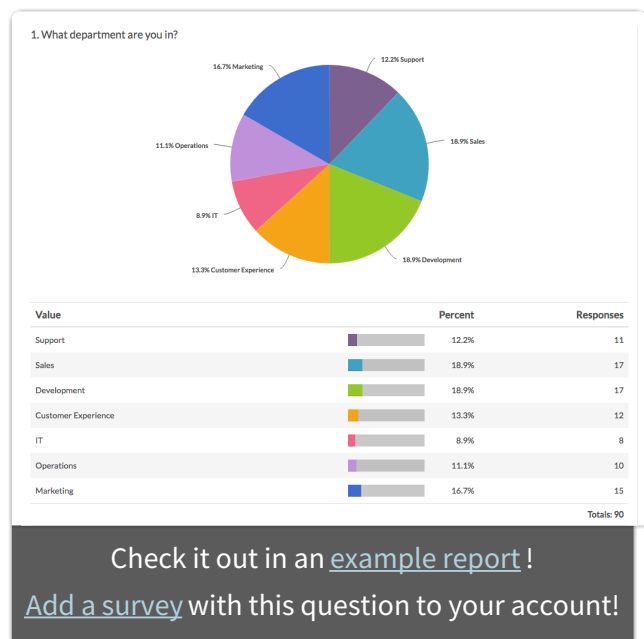 1. What department are you in?
16.7% Marketing
12.2% Support
11.1% Operations
18.9% Sales
8.9% IT
18.9% Development
13.3% Customer Experience
Value Percent Responses
Support 12.2% 11
Sales 18.9% 17
Development 18.9% 17
Customer Experience 13.3% 12
IT 8.9% 8
Operations 11.1% 10
Marketing 16.7% 15
Totals: 90
Check it out in an example report !
Add a survey with this question to your account!